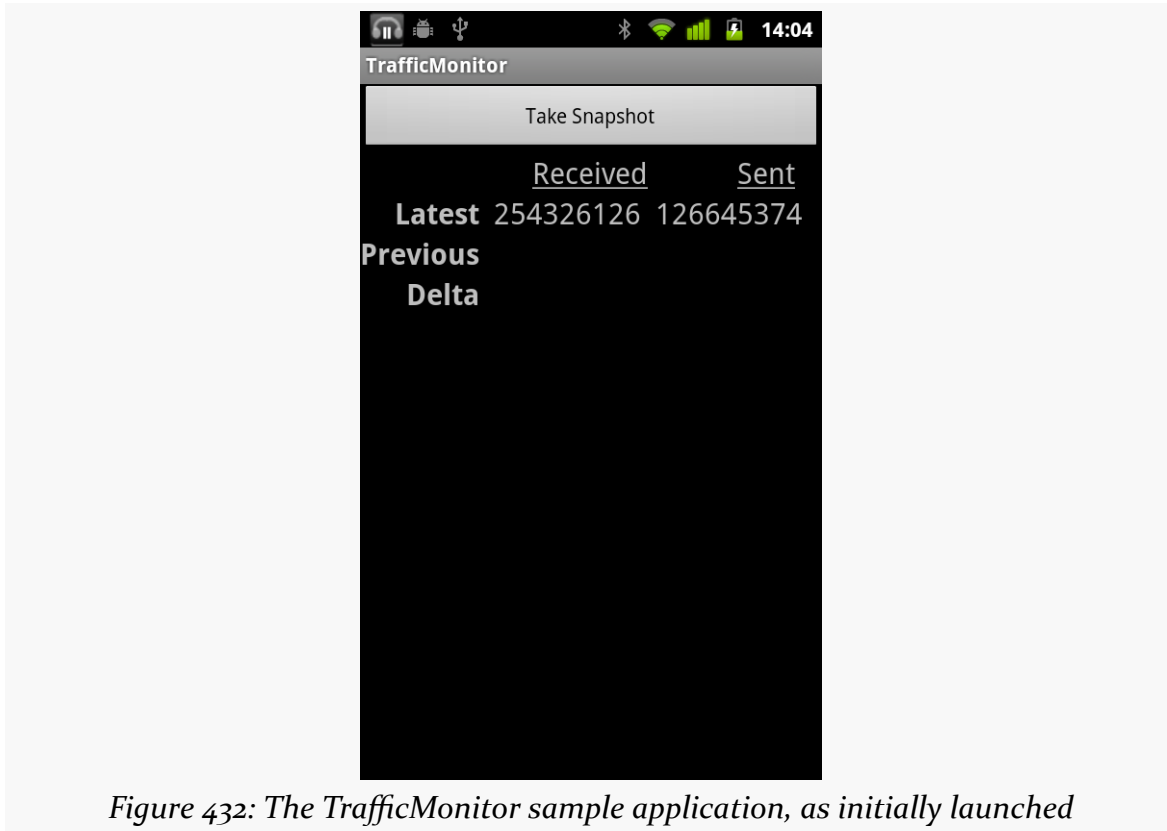 14:04
TrafficMonitor
Take Snapshot
Received Sent
Latest 254326126 126645374
Previous
Delta
Figure 432: The TrafficMonitor sample application, as initially launched